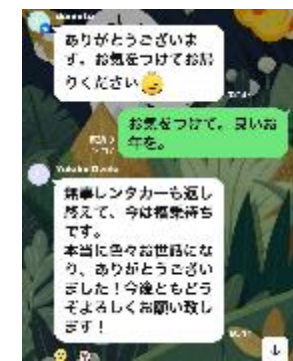 ありがとうございま
す。お気をつけてお帰
りください
お気をつけて。良いお
年を。
無事レンタカーも返し
終えて、今は搭乗待ち
です。
本当に色々お世話にな
り、ありがとうござい
ました！今後ともどう
ぞよろしくお願い致し
ます！